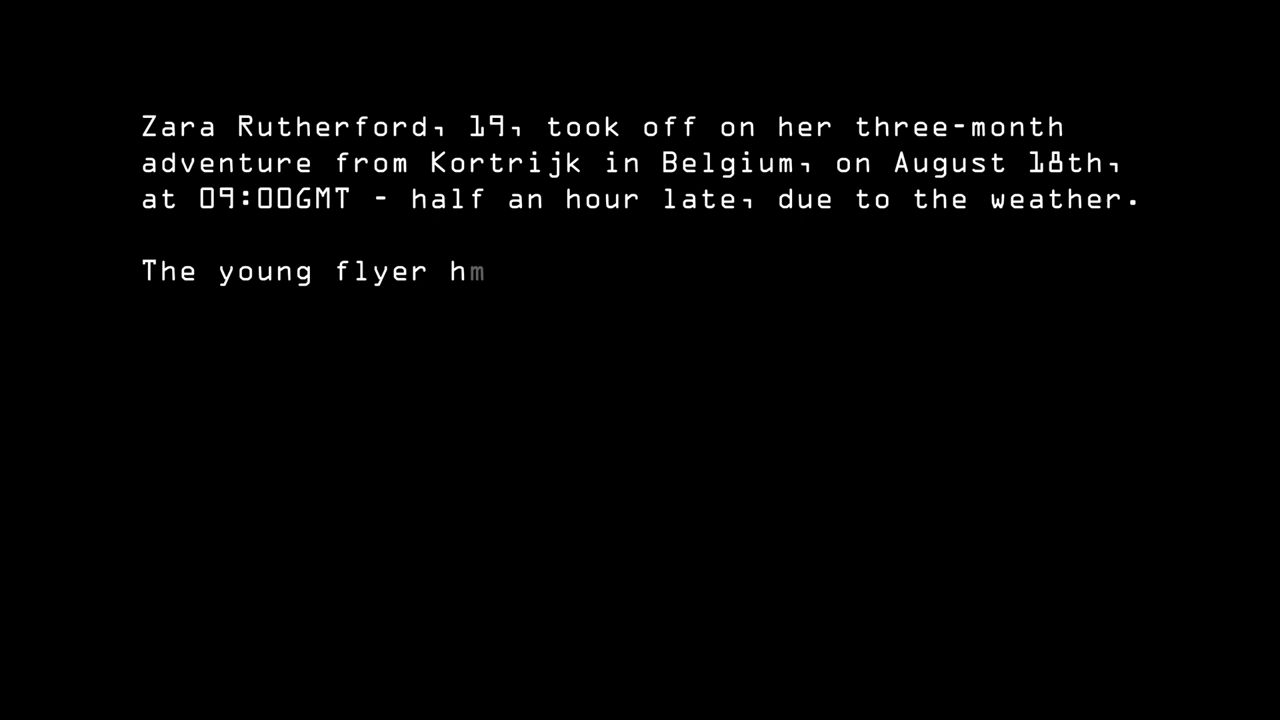 Zara Rutherford, 19, took off on her three-month
adventure from Kortrijk in Belgium, on August 18th,
at 09:00GMT - half an hour late, due to the weather.
The young flyer hm